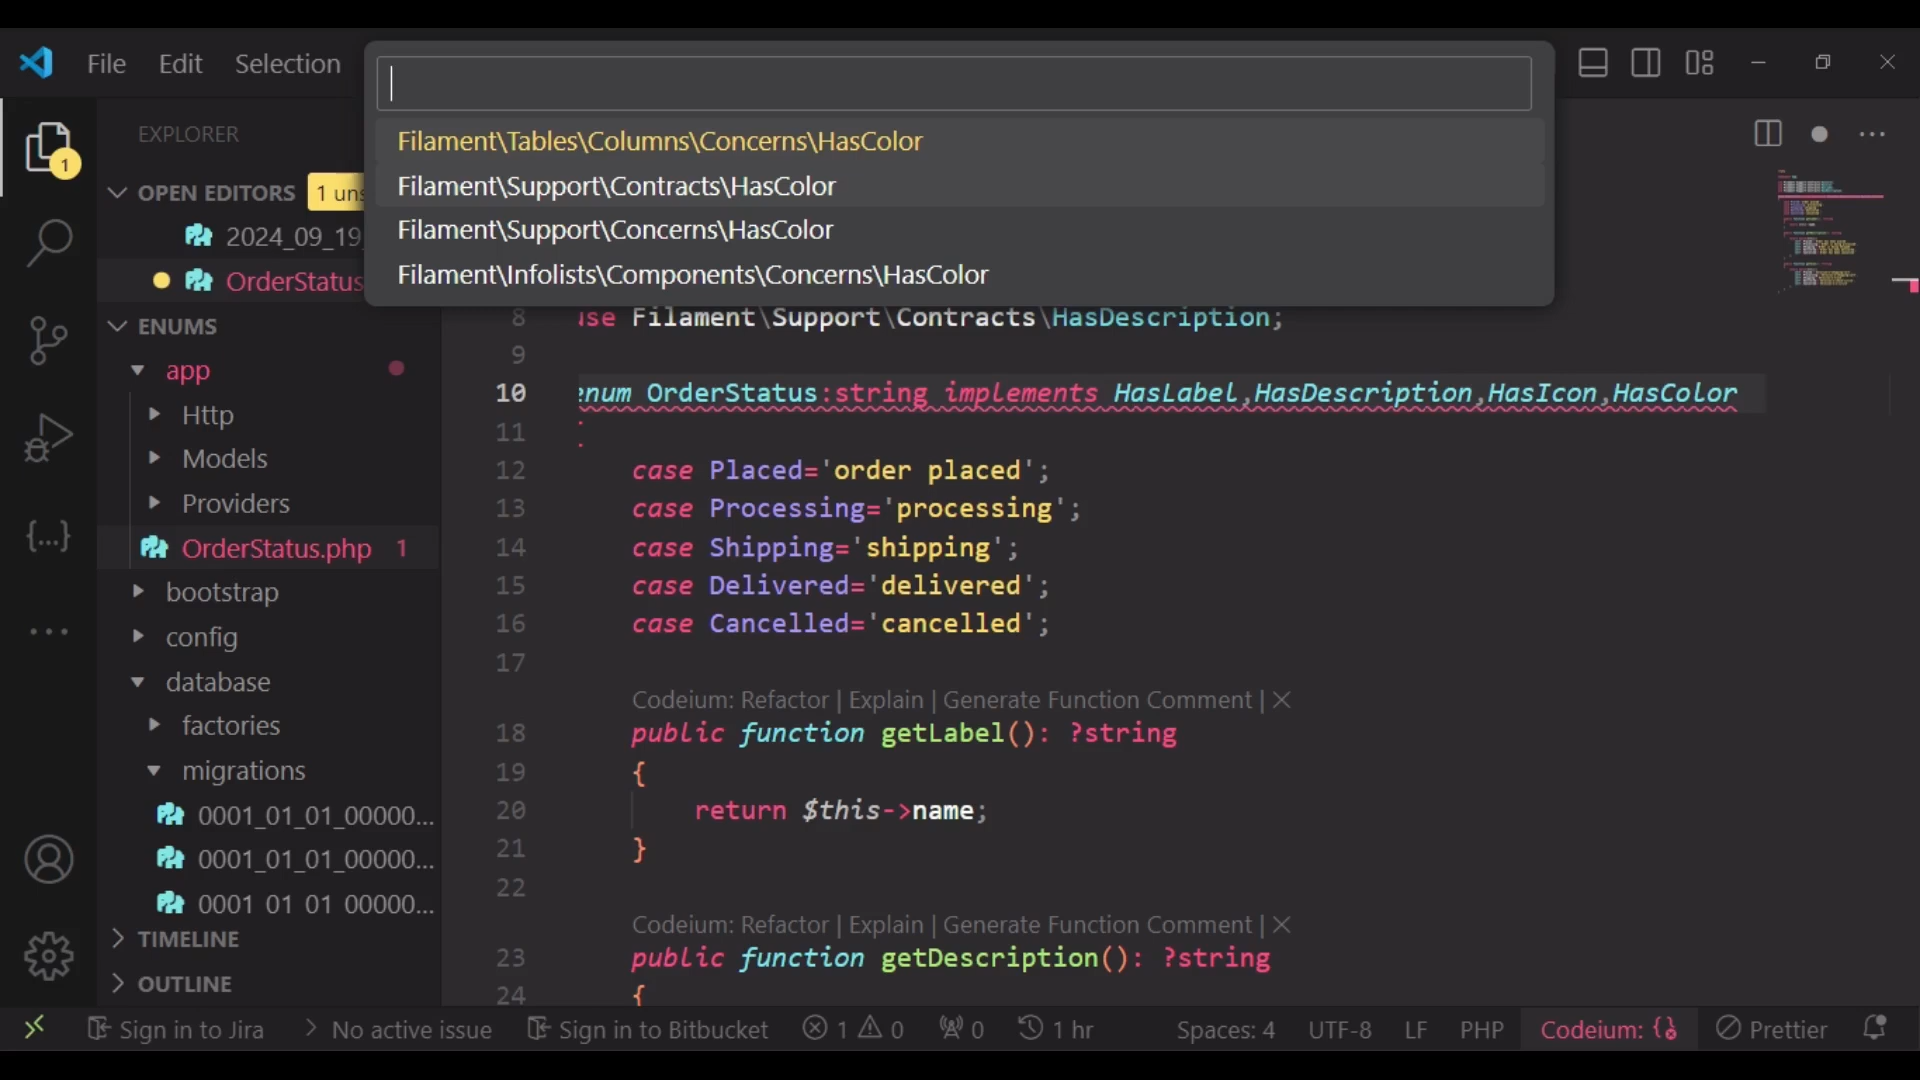 File Edit Selection
Filament\Tables\Columns\Concerns\HasColor
Filament\Support\Contracts\HasColor
Filament\Support\Concerns\HasColor
Filament\Infolists\Components\Concerns\HasColor
EXPLORER
1
OPEN EDITORS 1 uns
2024_09_19_
OrderStatus
ENUMS
app
Http
Models
Providers
OrderStatus.php 1
bootstrap
config
database
factories
migrations
0001_01_01_00000...
0001_01_01_00000...
0001_01_01_00000...
TIMELINE
OUTLINE
8 use Filament\Support\Contracts\HasDescription;
9
10 enum OrderStatus:string implements HasLabel,HasDescription,HasIcon,HasColor
11 {
12 case Placed='order placed';
13 case Processing='processing';
14 case Shipping='shipping';
15 case Delivered='delivered';
16 case Cancelled='cancelled';
17
Codeium: Refactor | Explain | Generate Function Comment | ×
18 public function getLabel(): ?string
19 {
20 return $this->name;
21 }
22
Codeium: Refactor | Explain | Generate Function Comment | ×
23 public function getDescription(): ?string
24 {
Sign in to Jira No active issue Sign in to Bitbucket 1 0 0 1 hr Spaces: 4 UTF-8 LF PHP Codeium: {} Prettier